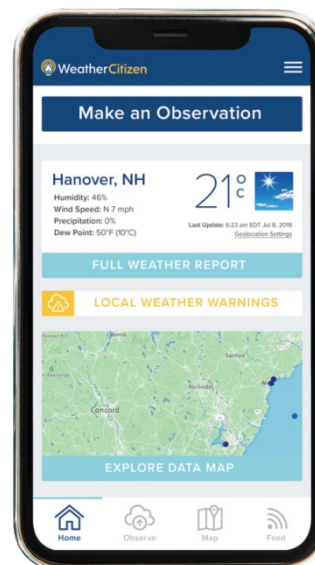 WeatherCitizen
Make an Observation
Hanover, NH
Humidity: 46%
Wind Speed: N 7 mph
Precipitation: 0%
Dew Point: 50°F (10°C)
21°C
Last Update: 6:23 am EDT Jul 8, 2019
Geolocation Settings
FULL WEATHER REPORT
LOCAL WEATHER WARNINGS
Sanford
Rochester
Concord
EXPLORE DATA MAP
Home
Observe
Map
Feed